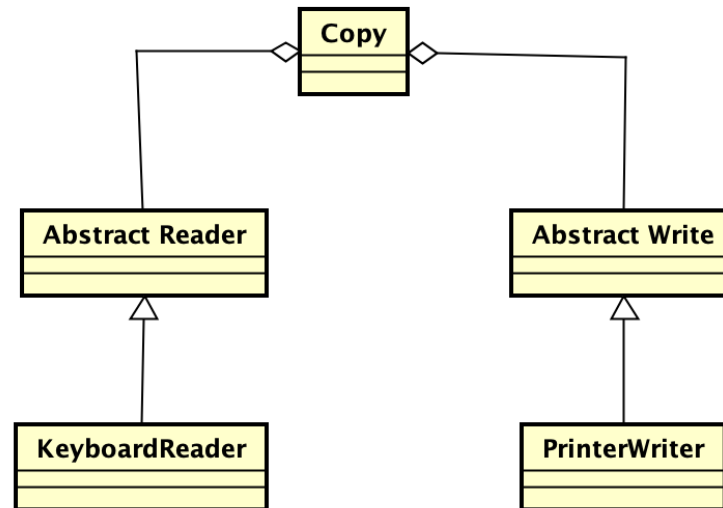 Copy
Abstract Reader
Abstract Write
KeyboardReader
PrinterWriter